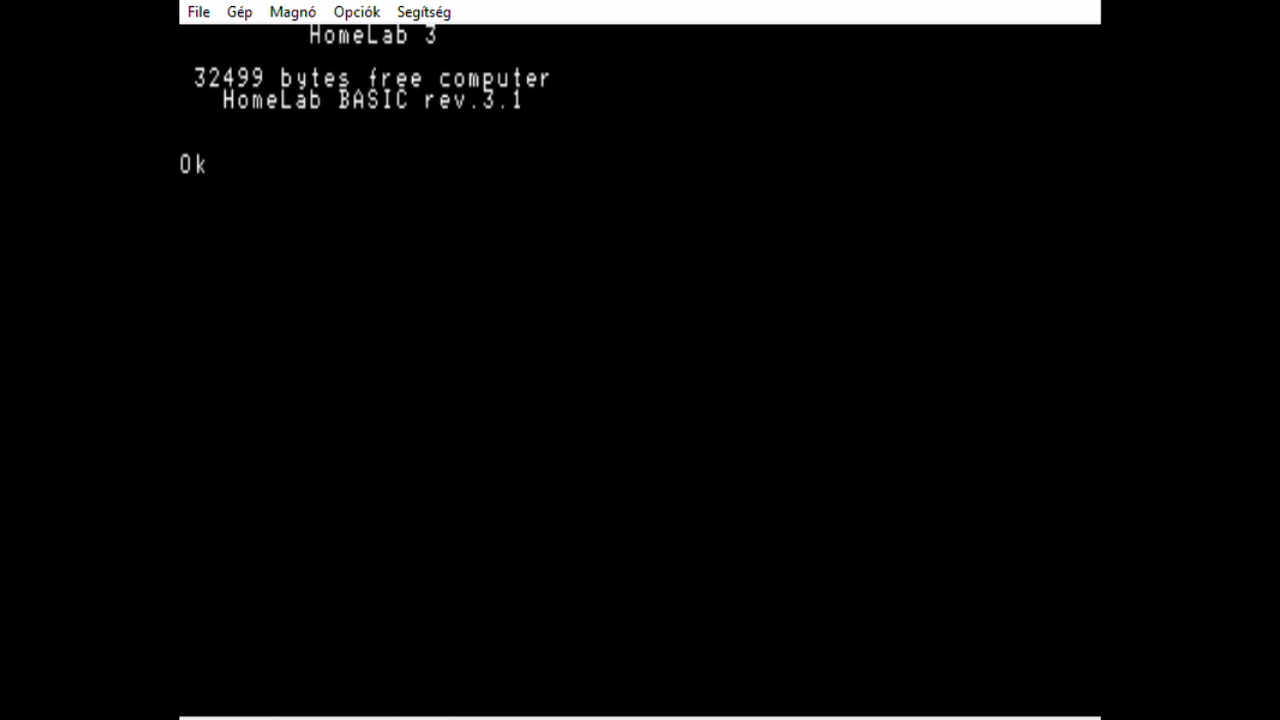 File Gép Magnó Opciók Segítség
HomeLab 3
32499 bytes free computer
HomeLab BASIC rev.3.1
Ok